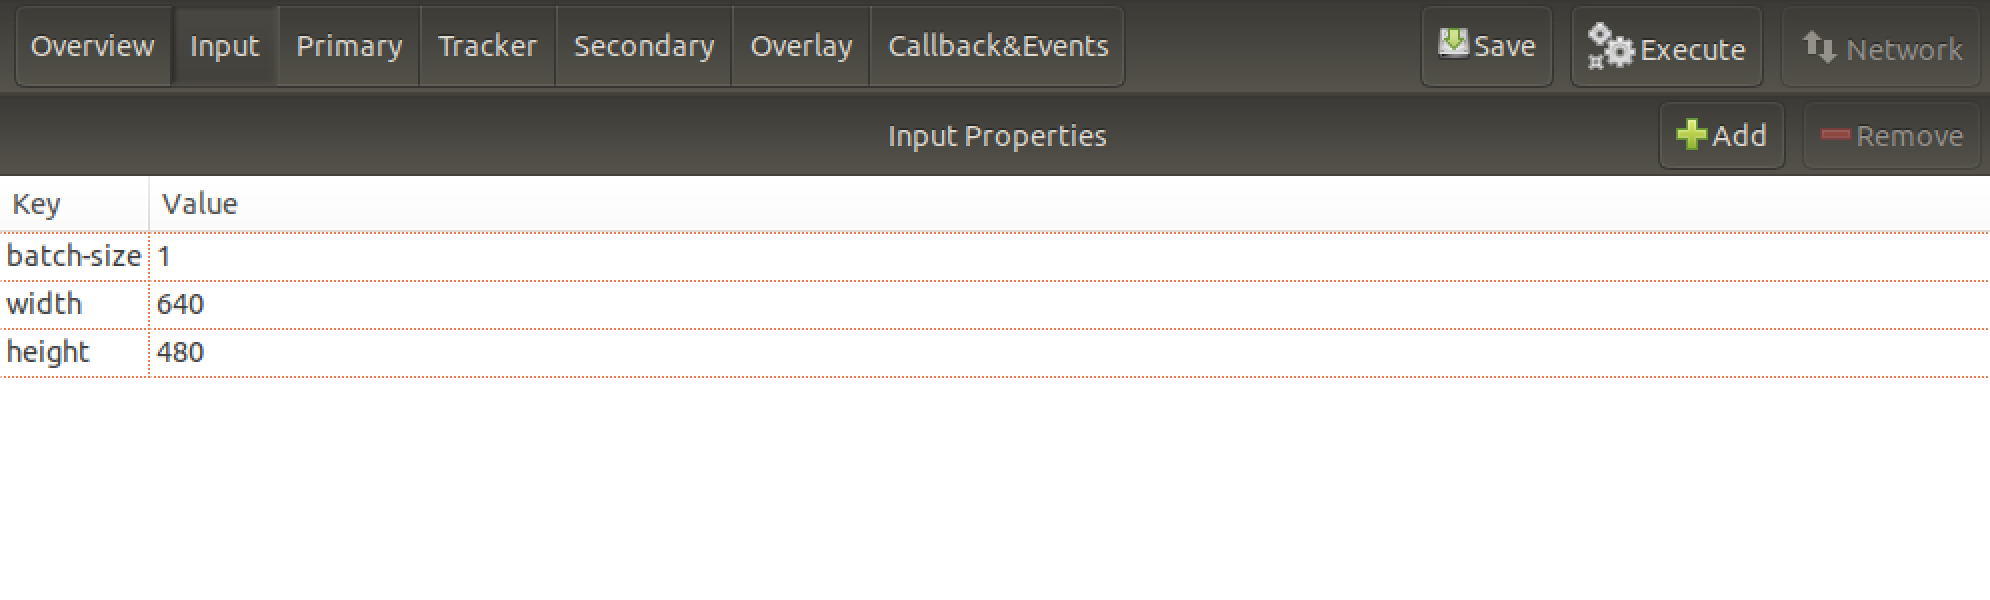 Overview Input Primary Tracker Secondary Overlay Callback&Events Save Execute Network
Input Properties Add Remove
Key Value
batch-size 1
width 640
height 480